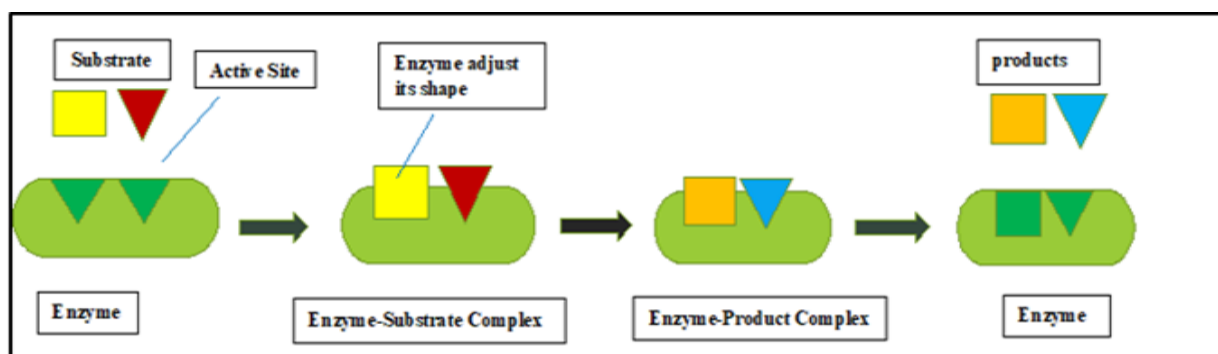 Substrate
Active Site
Enzyme adjust
its shape
products
Enzyme
Enzyme-Substrate Complex
Enzyme-Product Complex
Enzyme